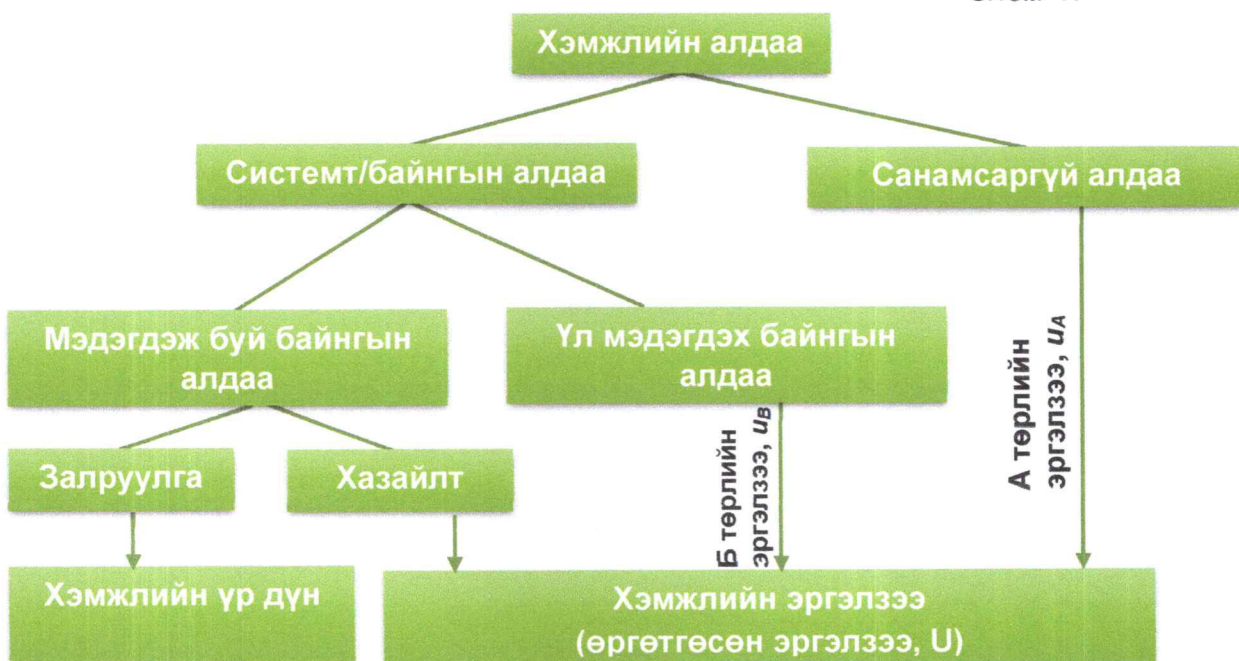 Хэмжлийн алдаа
Системт/байнгын алдаа
Санамсаргүй алдаа
Мэдэгдэж буй байнгын
алдаа
Үл мэдэгдэх байнгын
алдаа
Залруулга
Хазайлт
Б төрлийн
эргэлзээ, uB
А төрлийн
эргэлзээ, uA
Хэмжлийн үр дүн
Хэмжлийн эргэлзээ
(өргөтгөсөн эргэлзээ, U)